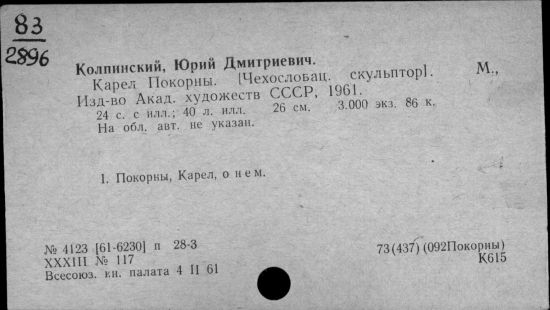 83
2896
Колпинский, Юрий Дмитриевич.
Карел Покорны. [Чехословац. скульптор]. М.,
Изд-во Акад. художеств СССР, 1961.
24 с. с илл.; 40 л. илл. 26 см. 3.000 экз. 86 к.
На обл. авт. не указан.
1. Покорны, Карел, о нем.
№ 4123 [61-6230] п 28-3
XXXIII № 117
Всесоюз. кн. палата 4 II 61
73(437)(092Покорны)
К615